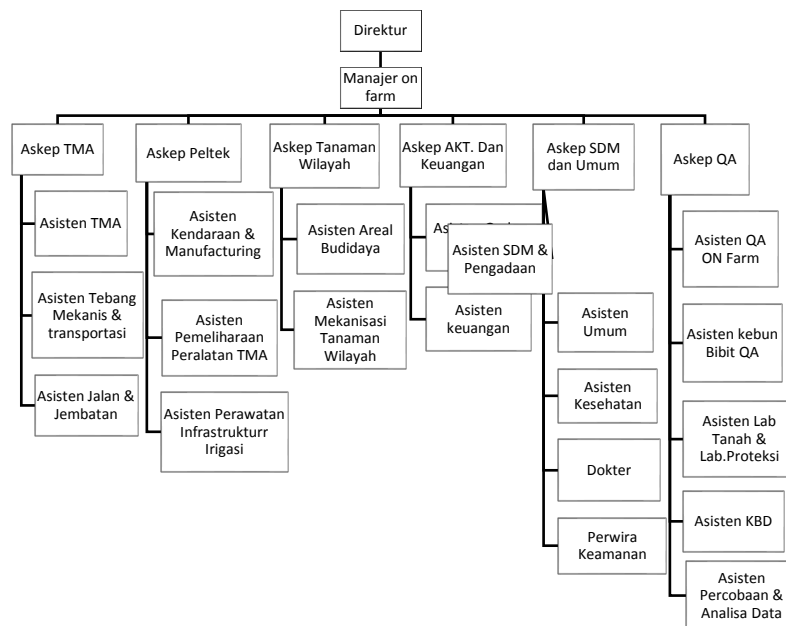 Direktur
Manajer on
farm
Askep TMA
Asisten TMA
Asisten Tebang
Mekanis &
transportasi
Asisten Jalan &
Jembatan
Askep Peltek
Asisten
Kendaraan &
Manufacturing
Asisten
Pemeliharaan
Peralatan TMA
Asisten Perawatan
Infrastrukturr
Irigasi
Askep Tanaman
Wilayah
Asisten Areal
Budidaya
Asisten
Mekanisasi
Tanaman
Wilayah
Askep AKT. Dan
Keuangan
Asisten
keuangan
Askep SDM
dan Umum
Asisten SDM &
Pengadaan
Asisten
Umum
Asisten
Kesehatan
Dokter
Perwira
Keamanan
Askep QA
Asisten QA
ON Farm
Asisten kebun
Bibit QA
Asisten Lab
Tanah &
Lab.Proteksi
Asisten KBD
Asisten
Percobaan &
Analisa Data